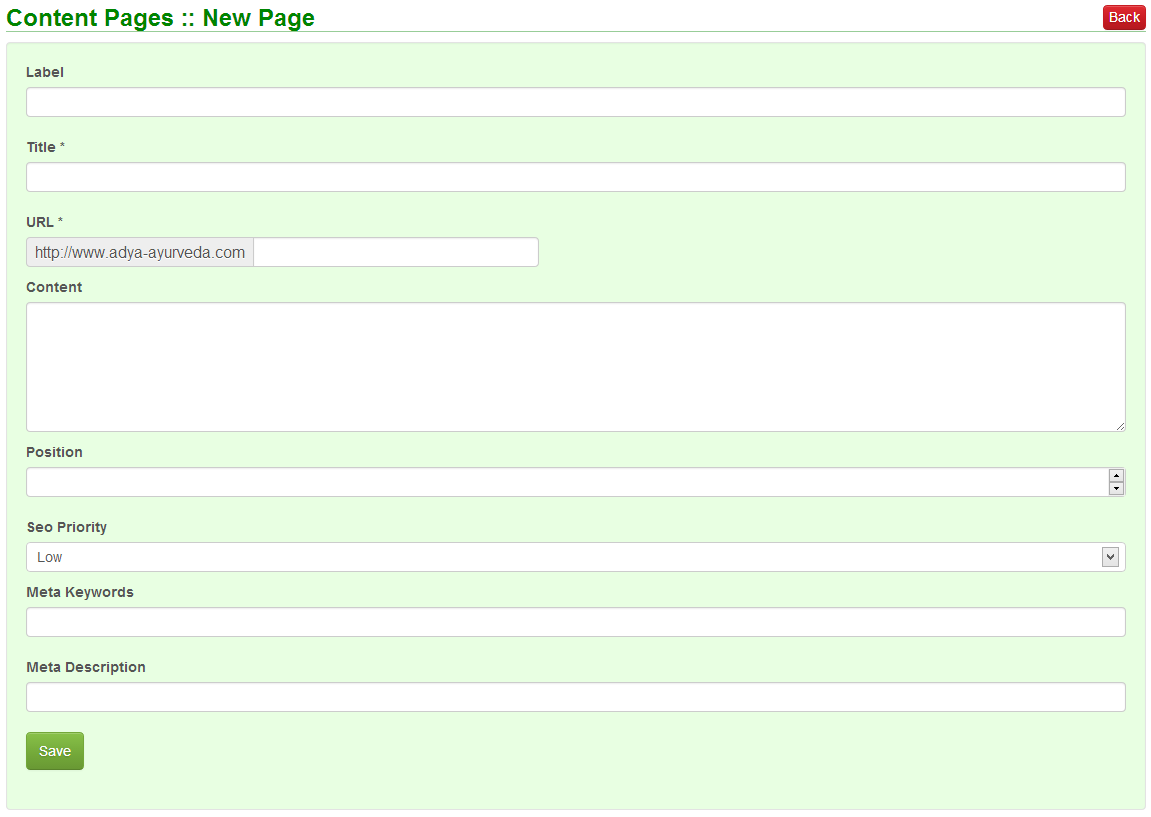 Content Pages :: New Page
Back
Label
Title *
URL *
http://www.adya-ayurveda.com
Content
Position
Seo Priority
Low
Meta Keywords
Meta Description
Save